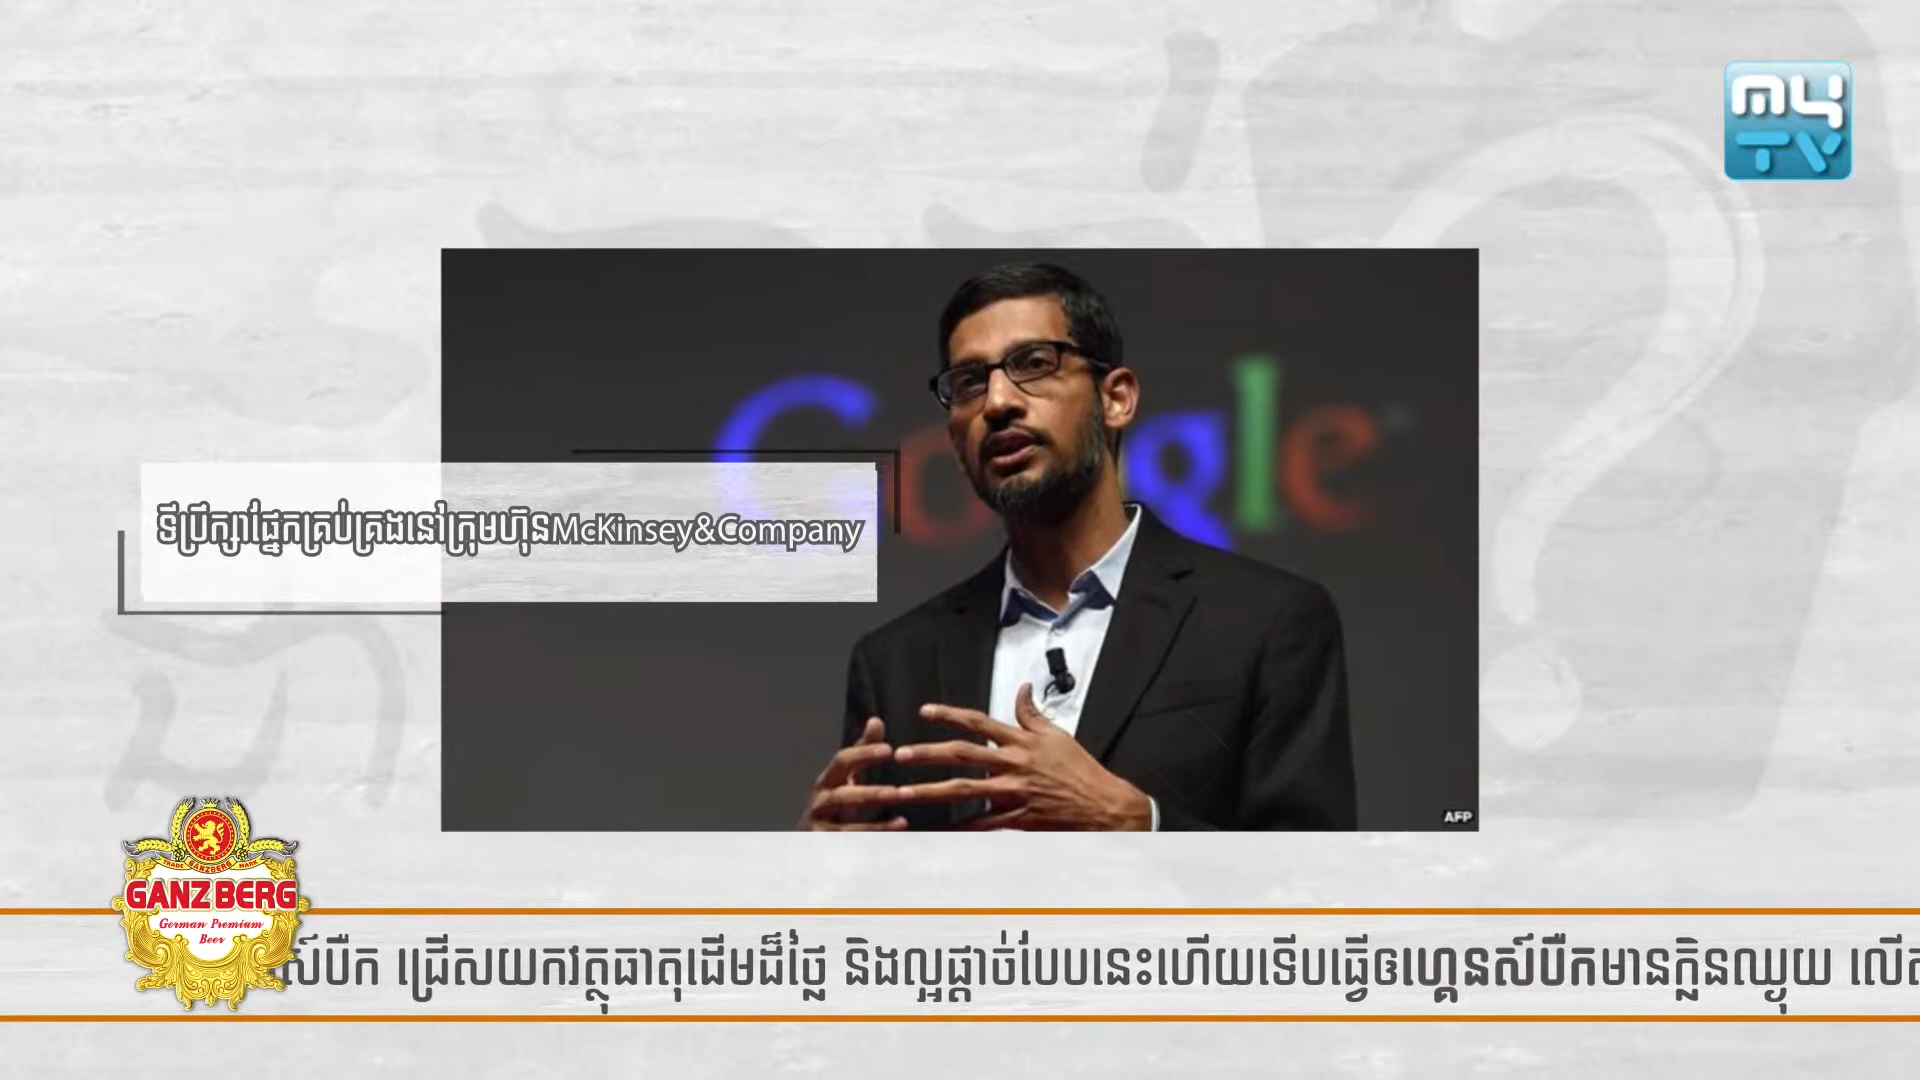 MYTV
Google
ទីប្រឹក្សាផ្នែកគ្រប់គ្រងនៅក្រុមហ៊ុនMcKinsey&Company
AFP
TRADE GANZBERG MARK
GANZBERG
German Premium
Beer
ស៍បឺក ជ្រើសយកវត្ថុធាតុដើមដ៏ថ្លៃ និងល្អផ្តាច់បែបនេះហើយទើបធ្វើឲហ្គេនស៍បឺកមានក្លិនឈ្ងុយ លើ